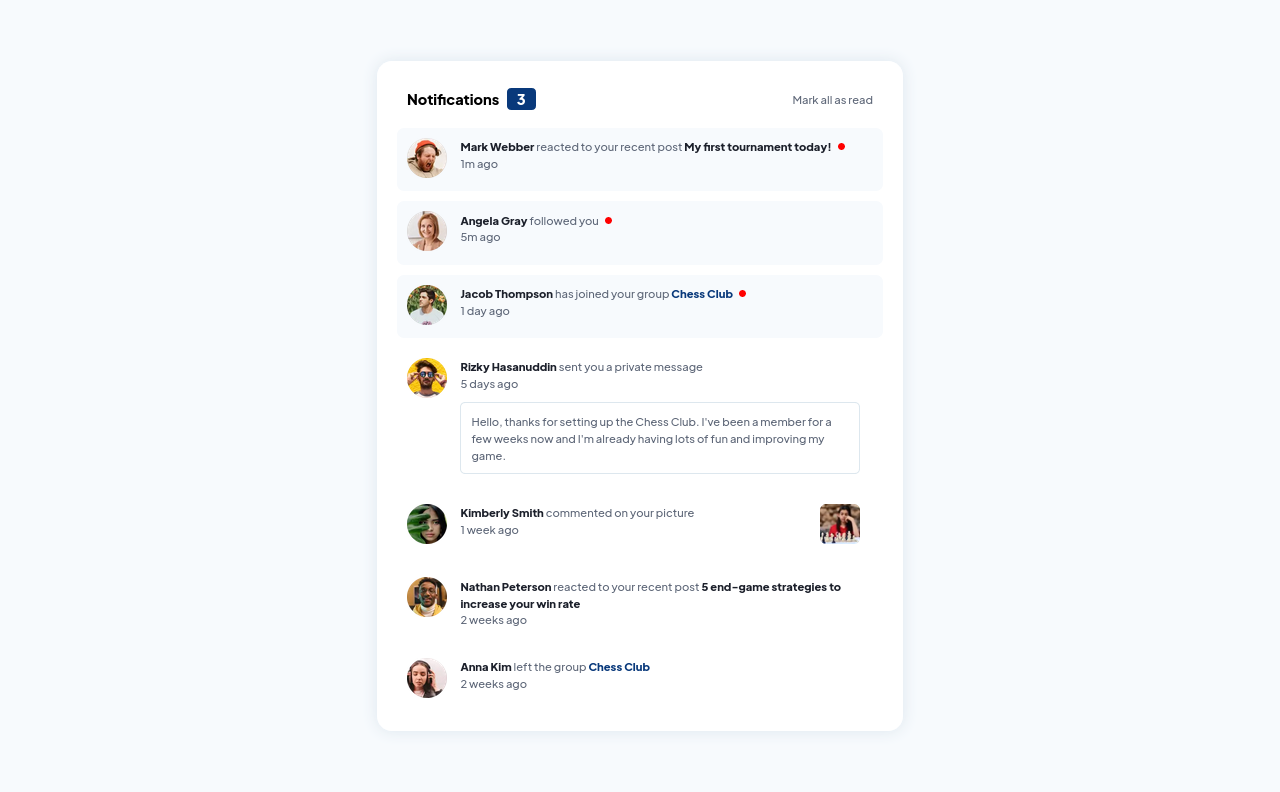 Notifications 3 Mark all as read
Mark Webber reacted to your recent post My first tournament today!
1m ago
Angela Gray followed you
5m ago
Jacob Thompson has joined your group Chess Club
1 day ago
Rizky Hasanuddin sent you a private message
5 days ago
Hello, thanks for setting up the Chess Club. I've been a member for a
few weeks now and I'm already having lots of fun and improving my
game.
Kimberly Smith commented on your picture
1 week ago
Nathan Peterson reacted to your recent post 5 end-game strategies to
increase your win rate
2 weeks ago
Anna Kim left the group Chess Club
2 weeks ago